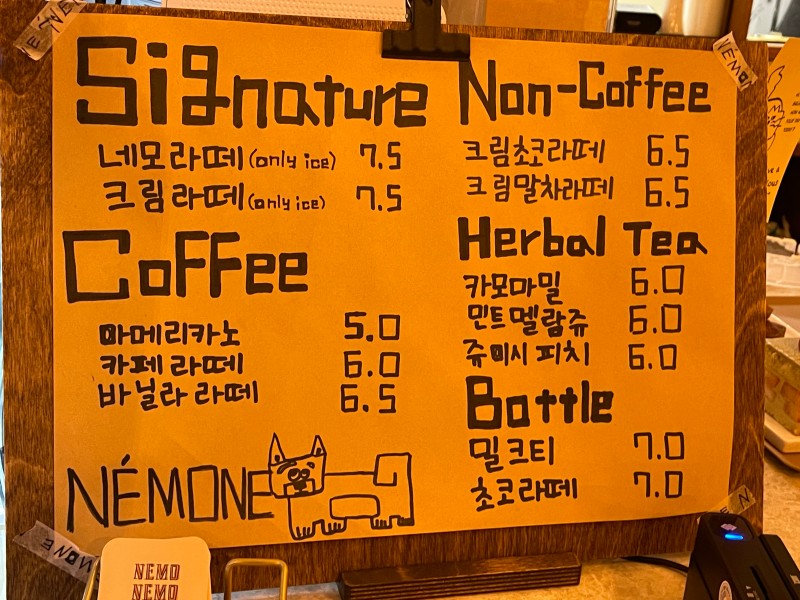 Signature
네모라떼(only ice) 7.5
크림라떼(only ice) 7.5
Coffee
아메리카노 5.0
카페라떼 6.0
바닐라 라떼 6.5
NÉMONE
Non-Coffee
크림초코라떼 6.5
크림말차라떼 6.5
Herbal Tea
카모마일 6.0
민트멜랑쥬 6.0
쥬이시 피치 6.0
Bottle
밀크티 7.0
초코라떼 7.0
NEMO
NEMO